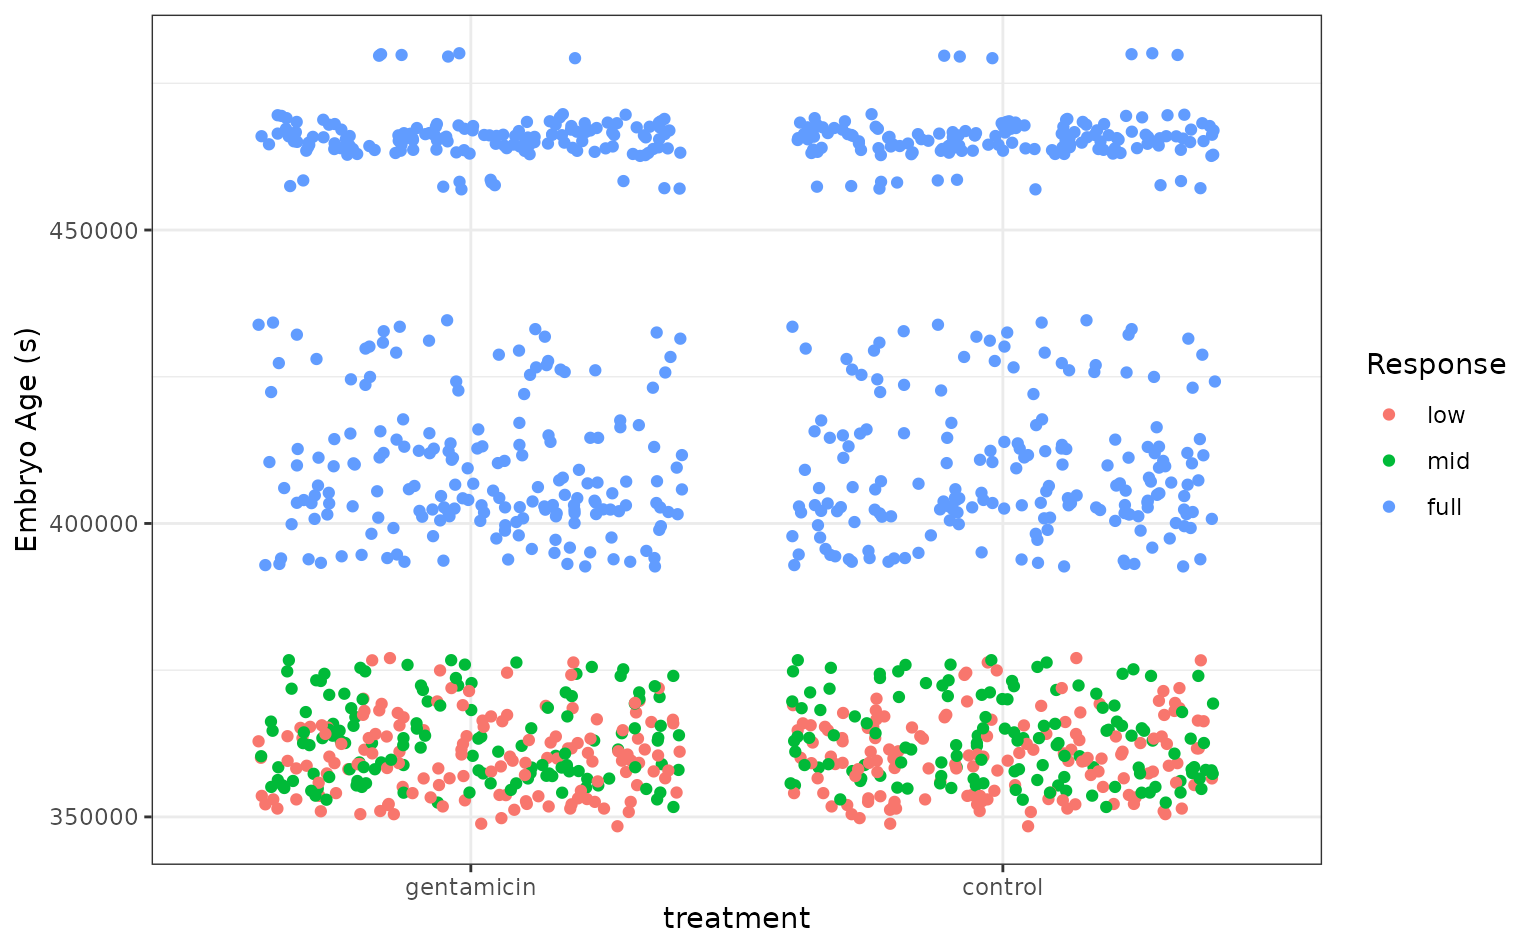 Embryo Age (s)
450000
400000
350000
gentamicin
control
treatment
Response
low
mid
full